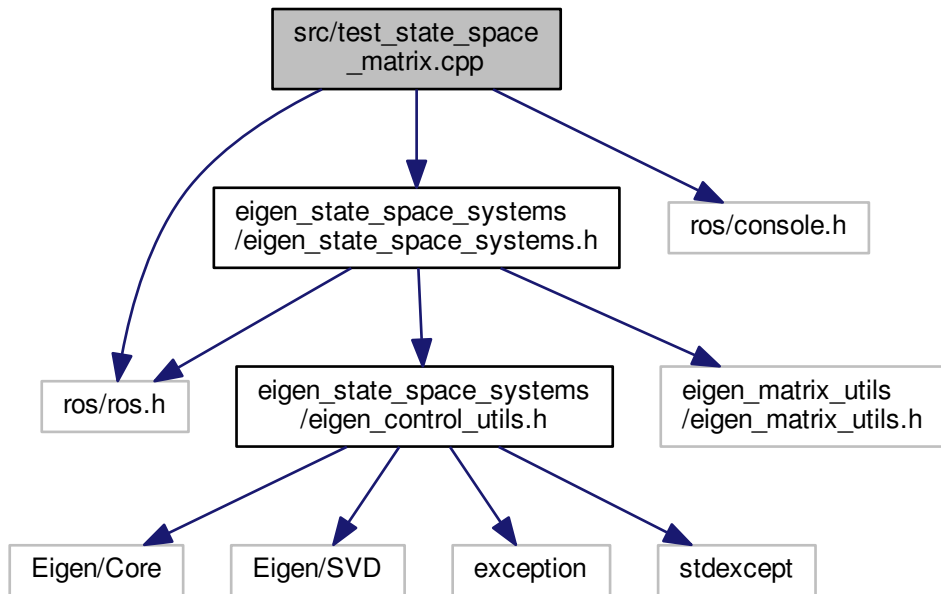 src/test_state_space
_matrix.cpp
eigen_state_space_systems
/eigen_state_space_systems.h
ros/console.h
ros/ros.h
eigen_state_space_systems
/eigen_control_utils.h
eigen_matrix_utils
/eigen_matrix_utils.h
Eigen/Core
Eigen/SVD
exception
stdexcept